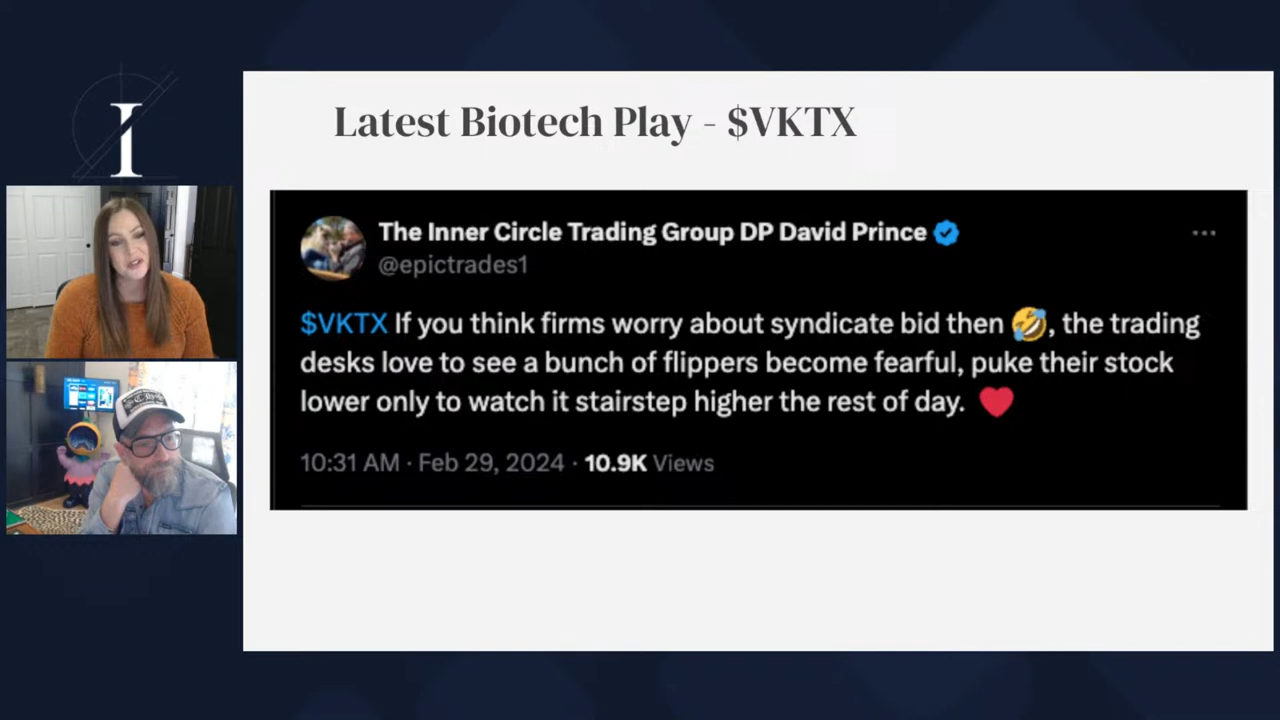 I
Latest Biotech Play - $VKTX
The Inner Circle Trading Group DP David Prince
@epictrades1
$VKTX If you think firms worry about syndicate bid then 🤣, the trading
desks love to see a bunch of flippers become fearful, puke their stock
lower only to watch it stairstep higher the rest of day. ❤️
10:31 AM · Feb 29, 2024 · 10.9K Views